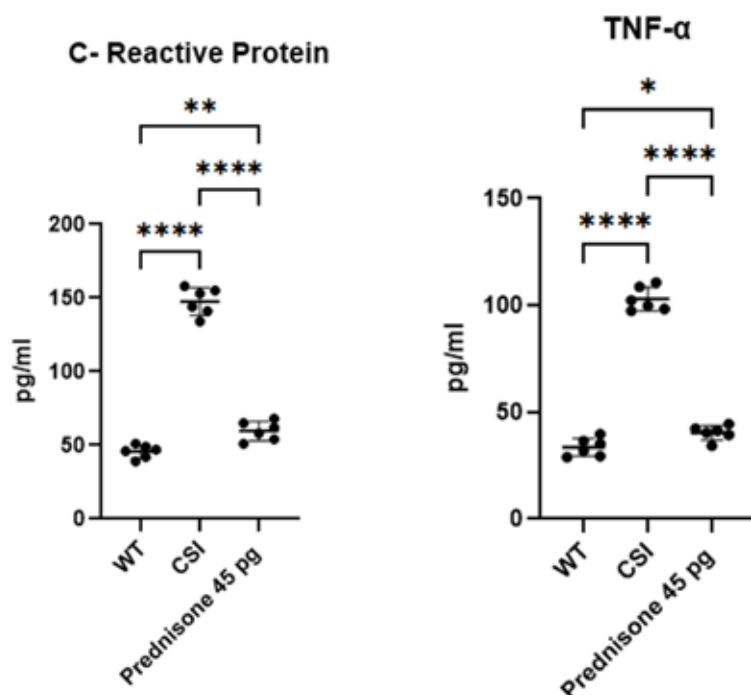 C- Reactive Protein
**
****
****
200
150
100
50
0
pg/ml
WT
CSI
Prednisone 45 pg
TNF-α
*
****
****
150
100
50
0
pg/ml
WT
CSI
Prednisone 45 pg